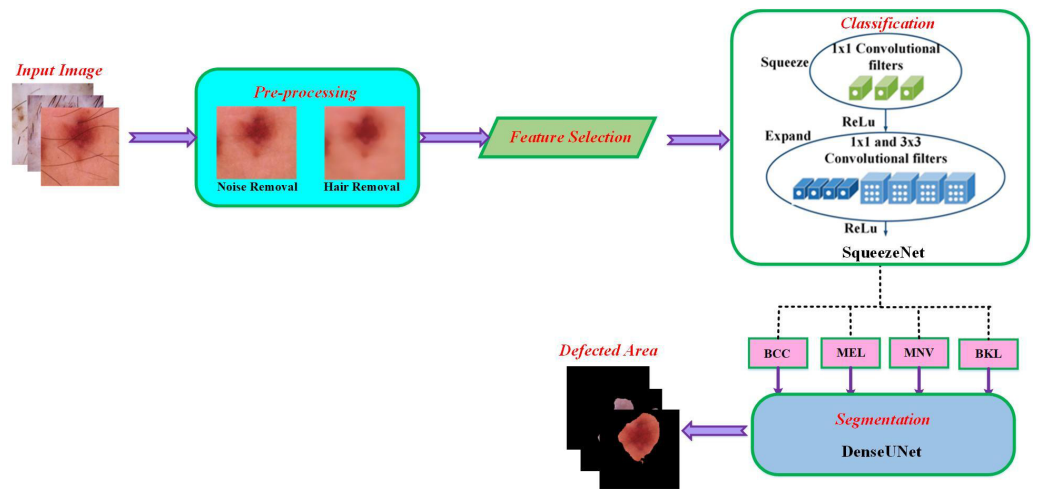 Input Image
Pre-processing
Noise Removal
Hair Removal
Feature Selection
Classification
Squeeze
1x1 Convolutional
filters
ReLu
Expand
1x1 and 3x3
Convolutional filters
ReLu
SqueezeNet
BCC
MEL
MNV
BKL
Segmentation
DenseUNet
Defected Area